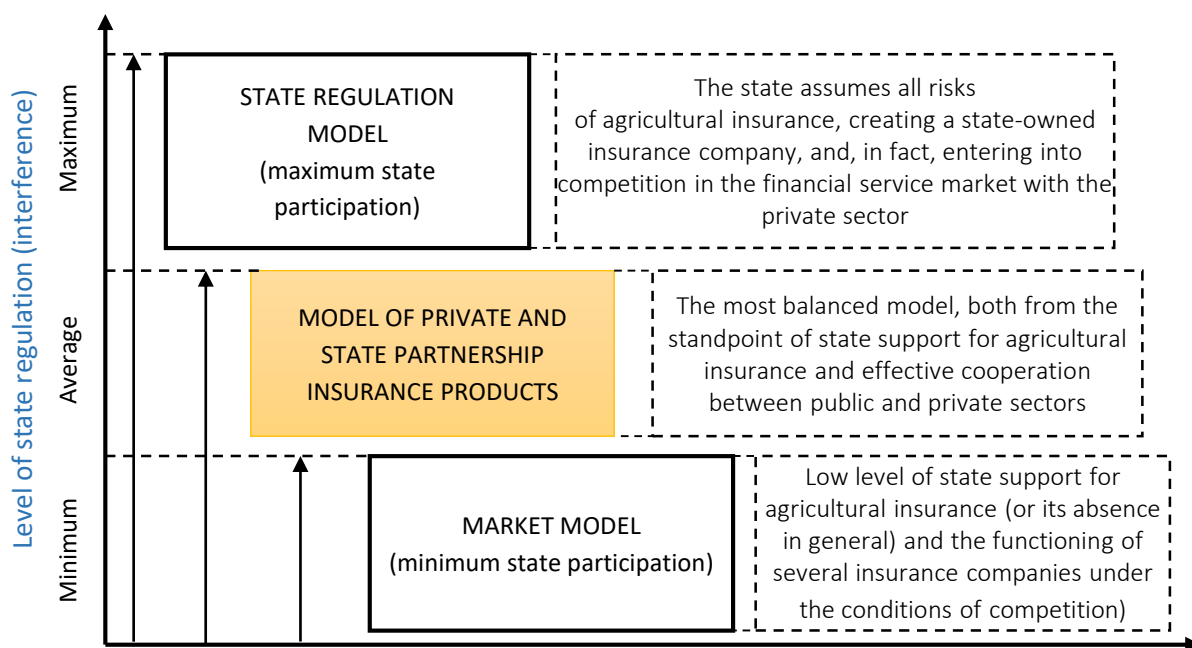 Level of state regulation (interference)
Maximum
STATE REGULATION
MODEL
(maximum state
participation)
The state assumes all risks
of agricultural insurance, creating a state-owned
insurance company, and, in fact, entering into
competition in the financial service market with the
private sector
Average
MODEL OF PRIVATE AND
STATE PARTNERSHIP
INSURANCE PRODUCTS
The most balanced model, both from the
standpoint of state support for agricultural
insurance and effective cooperation
between public and private sectors
Minimum
MARKET MODEL
(minimum state participation)
Low level of state support for
agricultural insurance (or its absence
in general) and the functioning of
several insurance companies under
the conditions of competition)